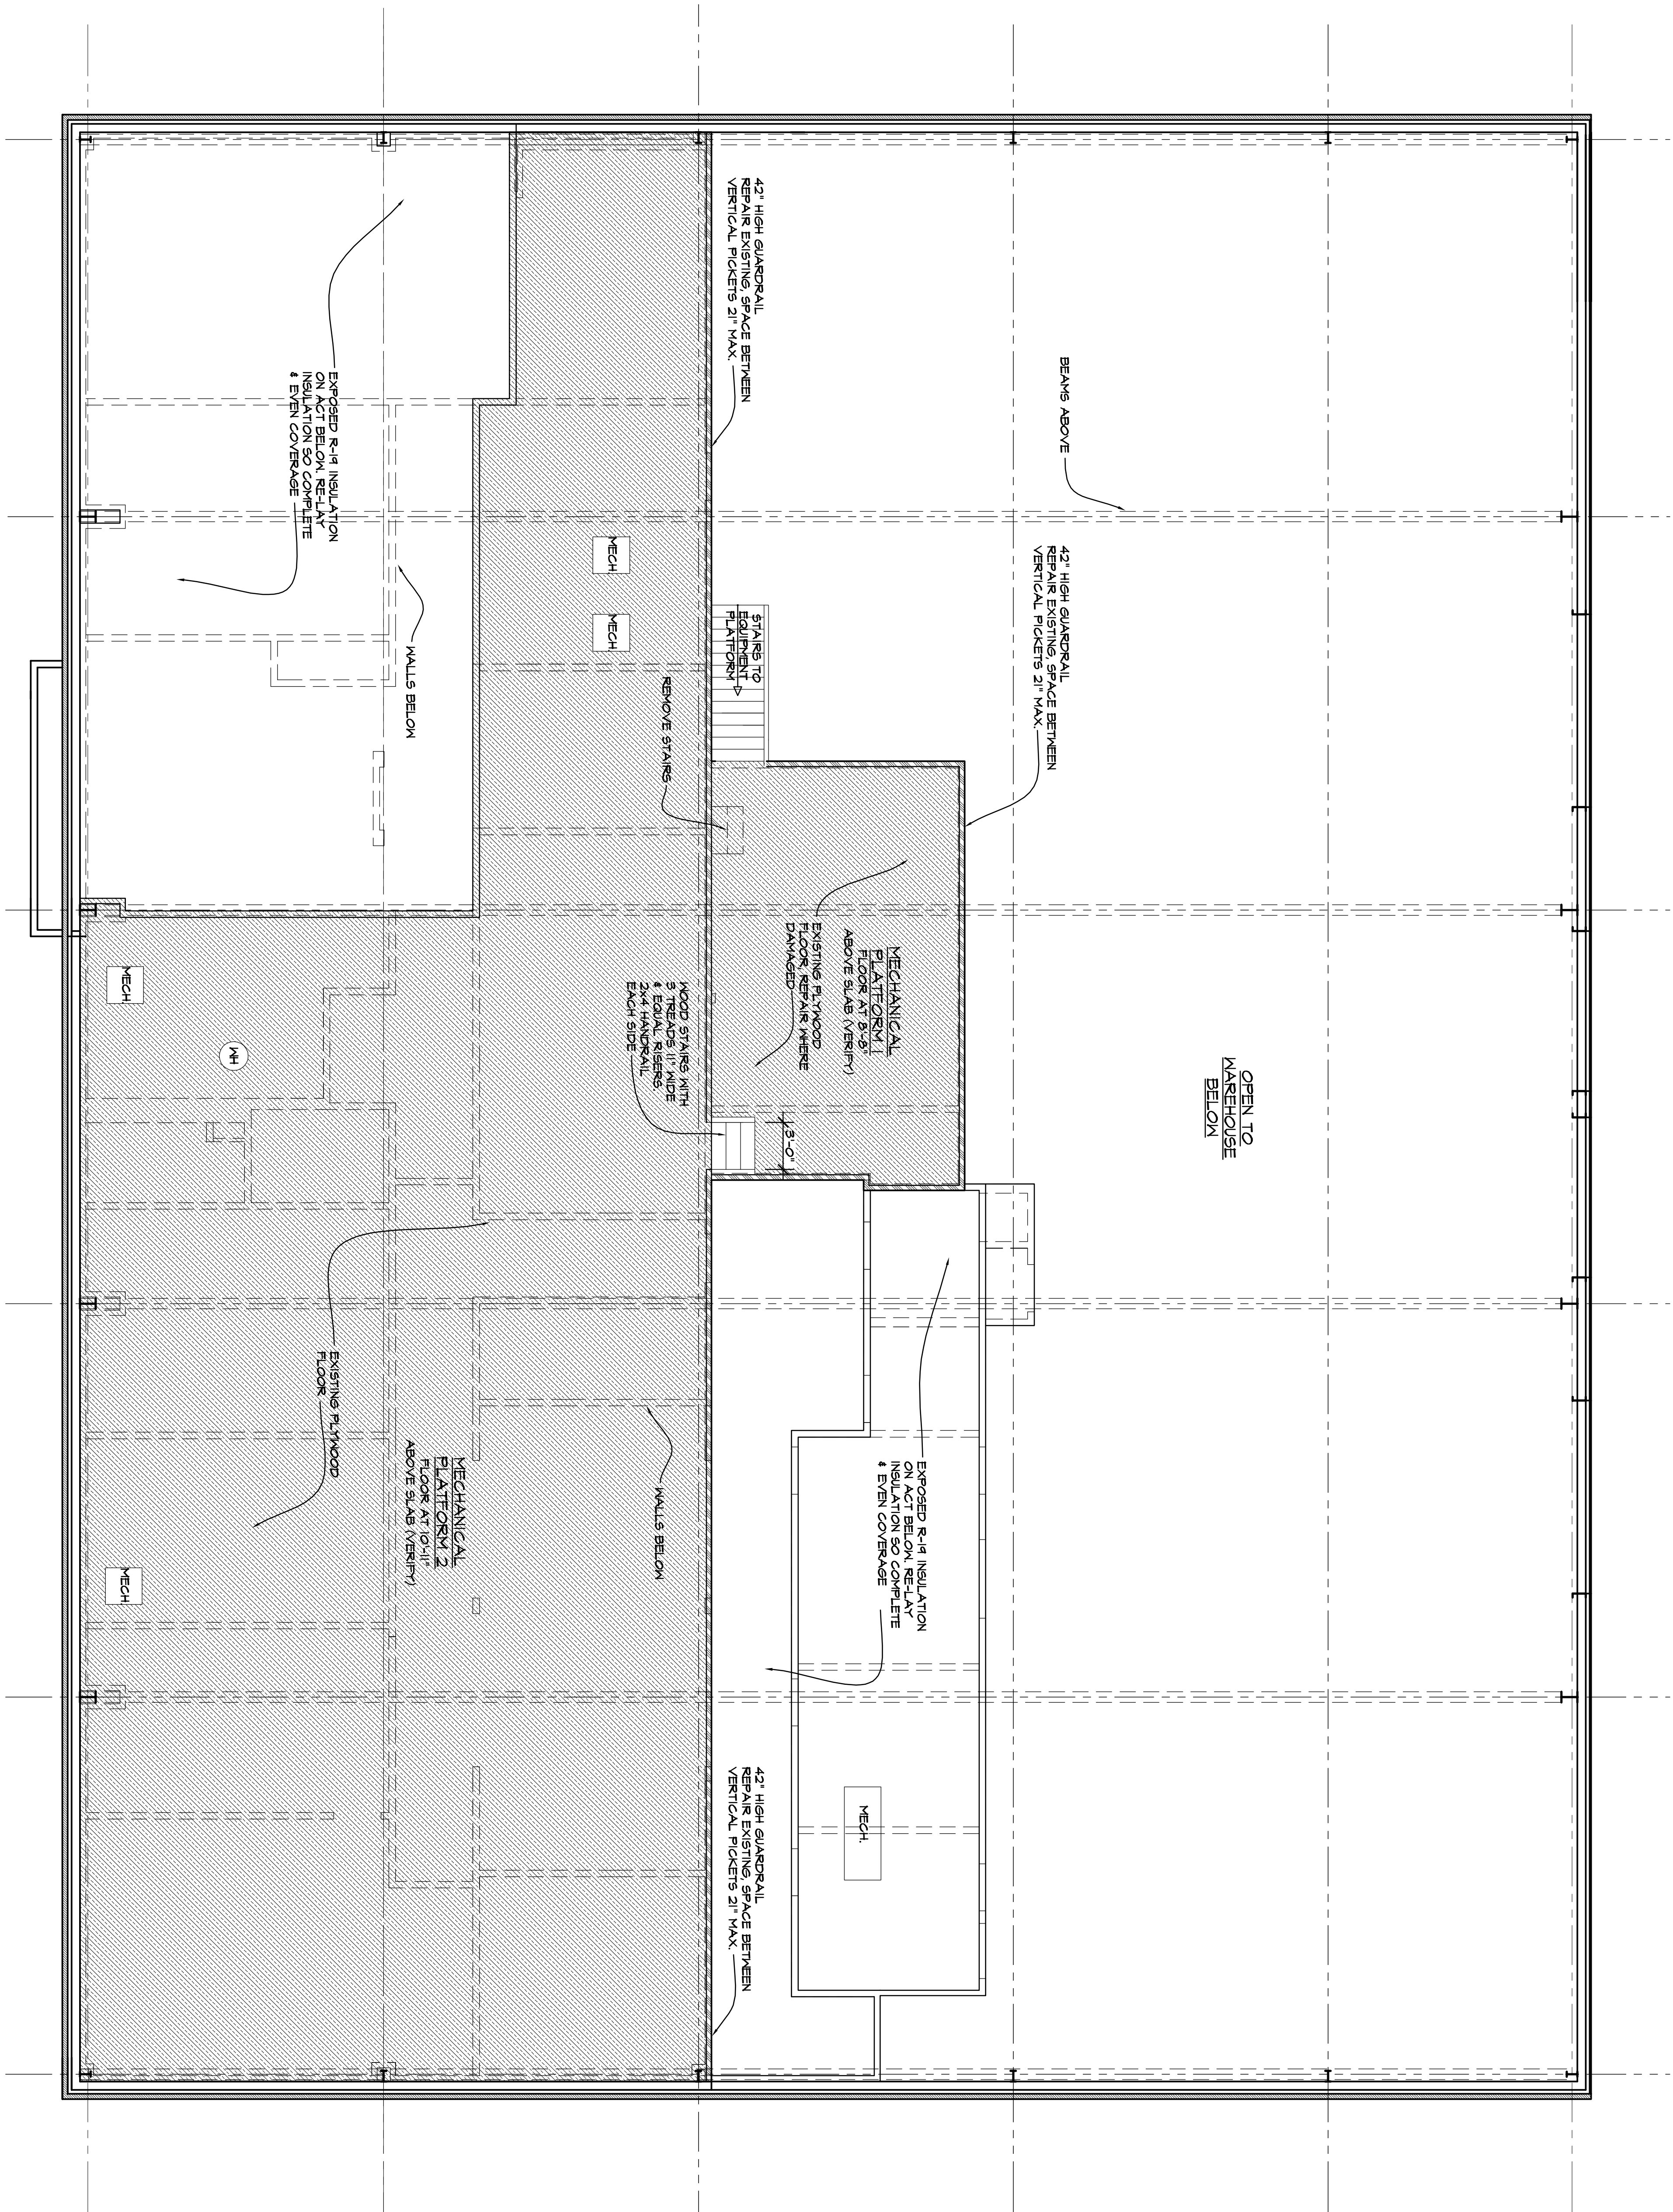 OPEN TO
WAREHOUSE
BELOW
BEAMS ABOVE
42" HIGH GUARDRAIL
REPAIR EXISTING, SPACE BETWEEN
VERTICAL PICKETS 21" MAX.
EXPOSED R-19 INSULATION
ON ACT BELOW. RE-LAY
INSULATION SO COMPLETE
& EVEN COVERAGE
MECHANICAL
PLATFORM 1
FLOOR AT 8'-8"
ABOVE SLAB (VERIFY)
EXISTING PLYWOOD
FLOOR, REPAIR WHERE
DAMAGED
MECH.
3'-0"
42" HIGH GUARDRAIL
REPAIR EXISTING, SPACE BETWEEN
VERTICAL PICKETS 21" MAX.
STAIRS TO
EQUIPMENT
PLATFORM
42" HIGH GUARDRAIL
REPAIR EXISTING, SPACE BETWEEN
VERTICAL PICKETS 21" MAX.
REMOVE STAIRS
WOOD STAIRS WITH
3 TREADS 11" WIDE
& EQUAL RISERS.
2x4 HANDRAIL
EACH SIDE
WALLS BELOW
MECH.
MECH.
MECHANICAL
PLATFORM 2
FLOOR AT 10'-11"
ABOVE SLAB (VERIFY)
WALLS BELOW
EXPOSED R-19 INSULATION
ON ACT BELOW. RE-LAY
INSULATION SO COMPLETE
& EVEN COVERAGE
EXISTING PLYWOOD
FLOOR
WH
MECH
MECH